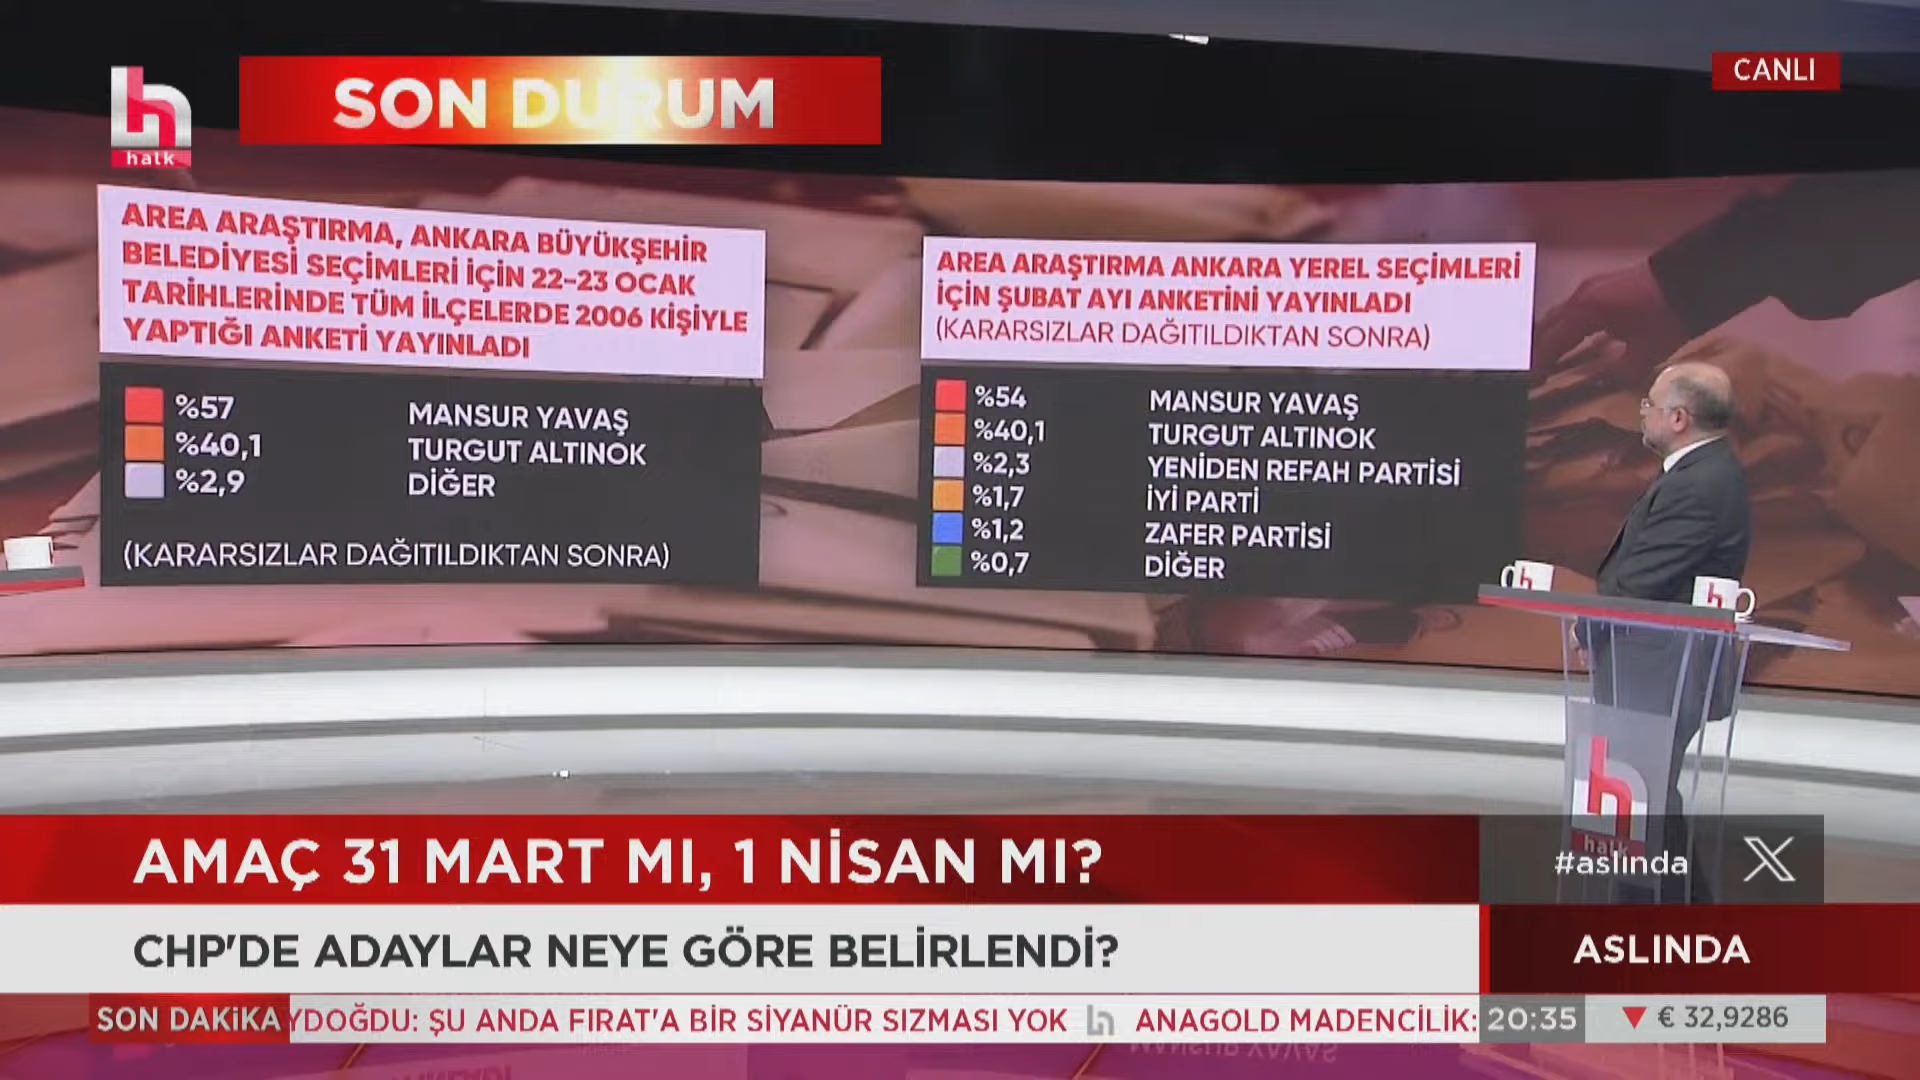 SON DURUM
CANLI
halk
AREA ARAŞTIRMA, ANKARA BÜYÜKŞEHİR
BELEDİYESİ SEÇİMLERİ İÇİN 22-23 OCAK
TARİHLERİNDE TÜM İLÇELERDE 2006 KİŞİYLE
YAPTIĞI ANKETİ YAYINLADI
%57 MANSUR YAVAŞ
%40,1 TURGUT ALTINOK
%2,9 DİĞER
(KARARSIZLAR DAĞITILDIKTAN SONRA)
AREA ARAŞTIRMA ANKARA YEREL SEÇİMLERİ
İÇİN ŞUBAT AYI ANKETİNİ YAYINLADI
(KARARSIZLAR DAĞITILDIKTAN SONRA)
%54 MANSUR YAVAŞ
%40,1 TURGUT ALTINOK
%2,3 YENİDEN REFAH PARTİSİ
%1,7 İYİ PARTİ
%1,2 ZAFER PARTİSİ
%0,7 DİĞER
AMAÇ 31 MART MI, 1 NİSAN MI?
halk
#aslında
CHP'DE ADAYLAR NEYE GÖRE BELİRLENDİ?
ASLINDA
SON DAKİKA
YDOĞDU: ŞU ANDA FIRAT'A BİR SİYANÜR SIZMASI YOK
ANAGOLD MADENCİLİK:
20:35
€ 32,9286